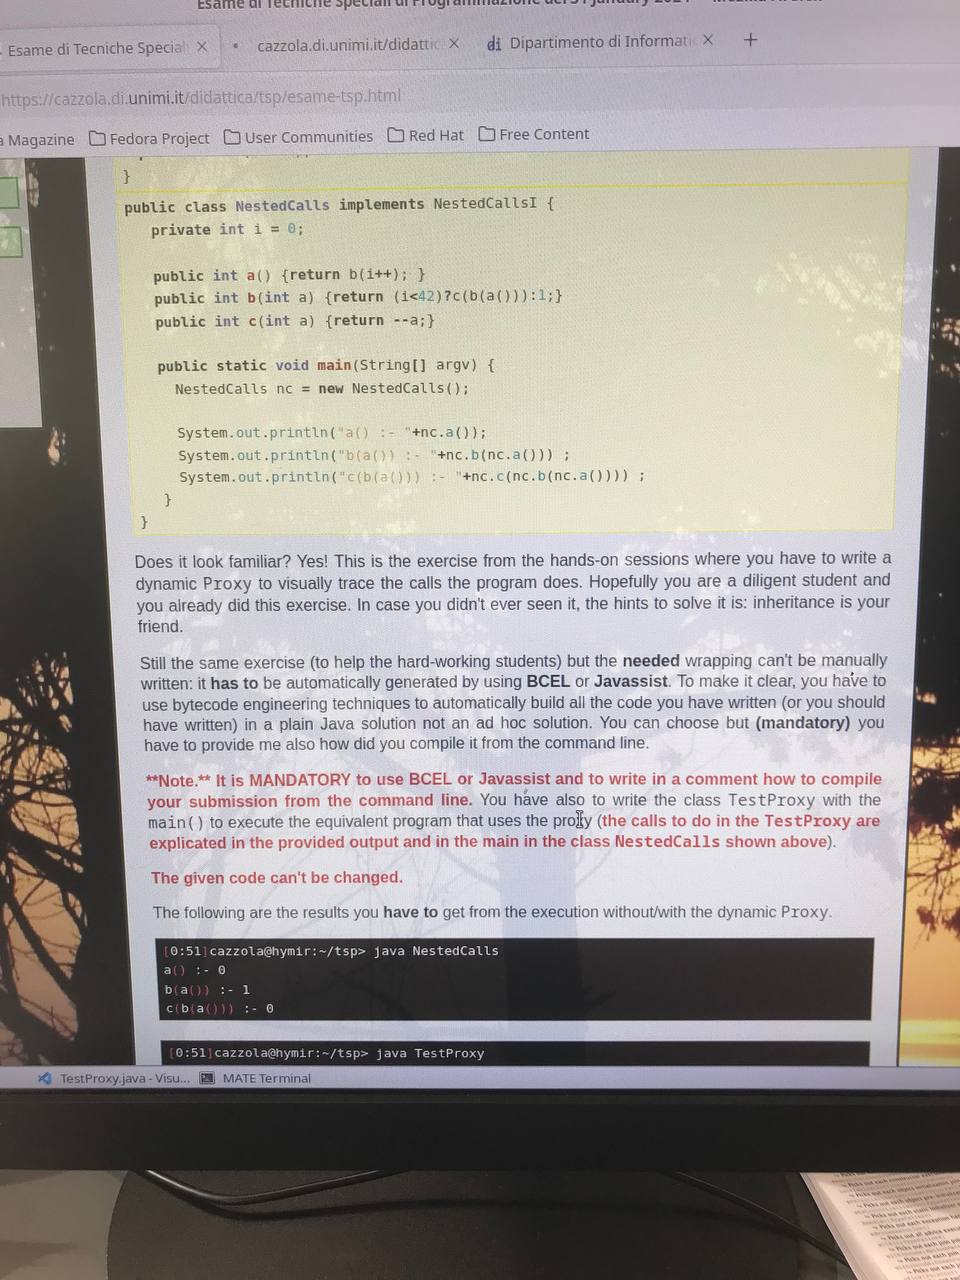 Esame di Tecniche Speciali di Programmazione del 31 January 2024
Esame di Tecniche Special
cazzola.di.unimi.it/didattic
di Dipartimento di Informati
https://cazzola.di.unimi.it/didattica/tsp/esame-tsp.html
Magazine Fedora Project User Communities Red Hat Free Content
}
public class NestedCalls implements NestedCallsI {
private int i = 0;
public int a() {return b(i++); }
public int b(int a) {return (i<42)?c(b(a())):1;}
public int c(int a) {return --a;}
public static void main(String[] argv) {
NestedCalls nc = new NestedCalls();
System.out.println("a() :- "+nc.a());
System.out.println("b(a()) :- "+nc.b(nc.a())) ;
System.out.println("c(b(a())) :- "+nc.c(nc.b(nc.a()))) ;
}
}
Does it look familiar? Yes! This is the exercise from the hands-on sessions where you have to write a
dynamic Proxy to visually trace the calls the program does. Hopefully you are a diligent student and
you already did this exercise. In case you didn't ever seen it, the hints to solve it is: inheritance is your
friend.
Still the same exercise (to help the hard-working students) but the needed wrapping can't be manually
written: it has to be automatically generated by using BCEL or Javassist. To make it clear, you have to
use bytecode engineering techniques to automatically build all the code you have written (or you should
have written) in a plain Java solution not an ad hoc solution. You can choose but (mandatory) you
have to provide me also how did you compile it from the command line.
**Note.** It is MANDATORY to use BCEL or Javassist and to write in a comment how to compile
your submission from the command line. You have also to write the class TestProxy with the
main() to execute the equivalent program that uses the proxy (the calls to do in the TestProxy are
explicated in the provided output and in the main in the class NestedCalls shown above).
The given code can't be changed.
The following are the results you have to get from the execution without/with the dynamic Proxy.
[0:51]cazzola@hymir:~/tsp> java NestedCalls
a() :- 0
b(a()) :- 1
c(b(a())) :- 0
[0:51]cazzola@hymir:~/tsp> java TestProxy
TestProxy.java - Visu... MATE Terminal